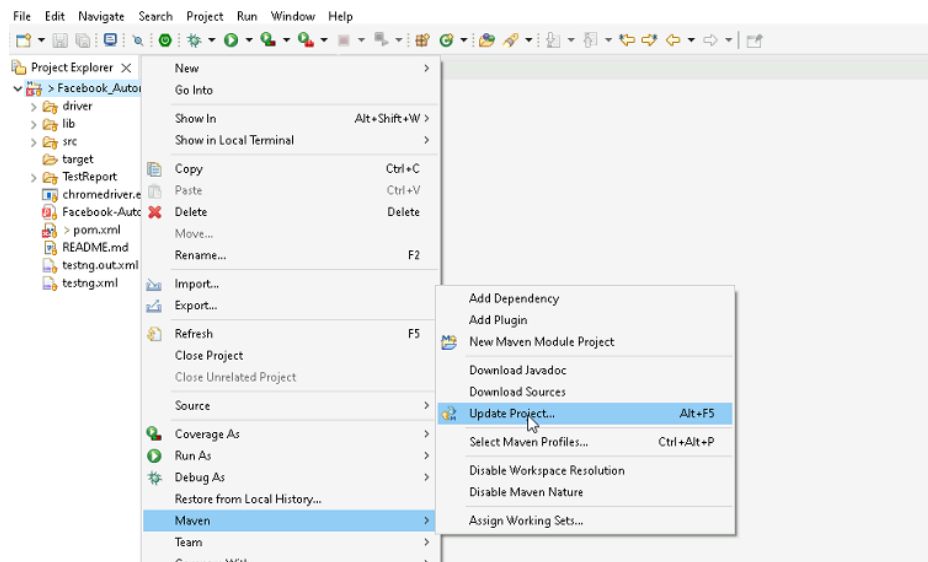 File Edit Navigate Search Project Run Window Help
Project Explorer
> Facebook_Auto
driver
lib
src
target
TestReport
chromedriver.e
Facebook-Auto
> pom.xml
README.md
testng.out.xml
testng.xml
New
Go Into
Show In Alt+Shift+W
Show in Local Terminal
Copy Ctrl+C
Paste Ctrl+V
Delete Delete
Move...
Rename... F2
Import...
Export...
Refresh F5
Close Project
Close Unrelated Project
Source
Coverage As
Run As
Debug As
Restore from Local History...
Maven
Team
Add Dependency
Add Plugin
New Maven Module Project
Download Javadoc
Download Sources
Update Project... Alt+F5
Select Maven Profiles... Ctrl+Alt+P
Disable Workspace Resolution
Disable Maven Nature
Assign Working Sets...